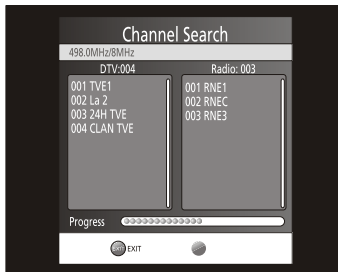 Channel Search
498.0MHz/8MHz
DTV:004
Radio: 003
001 TVE1
002 La 2
003 24H TVE
004 CLAN TVE
001 RNE1
002 RNEC
003 RNE3
Progress
EXIT EXIT